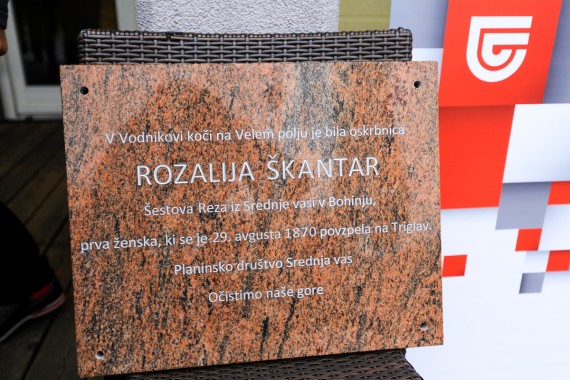 V Vodnikovi koči na Velem polju je bila oskrbnica
ROZALIJA ŠKANTAR
Šestova Reza iz Srednje vasi v Bohinju,
prva ženska, ki se je 29. avgusta 1870 povzpela na Triglav.
Planinsko društvo Srednja vas
Očistimo naše gore